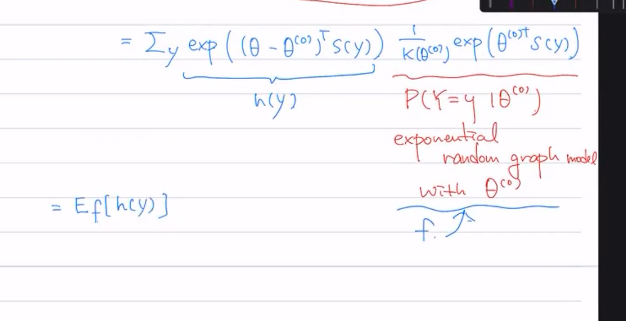 = Σy exp((θ - θ⁽⁰⁾)ᵀ S(y)) 1/K(θ⁽⁰⁾) exp(θ⁽⁰⁾ᵀ S(y))
h(y)
P(Y=y | θ⁽⁰⁾)
exponential
random graph model
with θ⁽⁰⁾
= Ef[h(y)]
f.